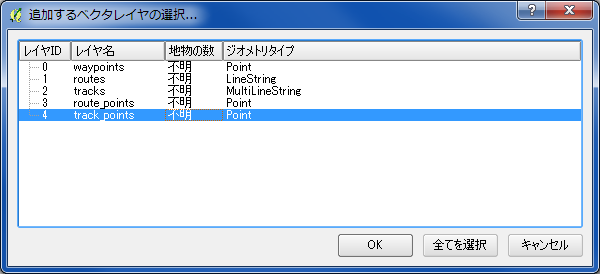 追加するベクタレイヤの選択...
レイヤID レイヤ名 地物の数 ジオメトリタイプ
0 waypoints 不明 Point
1 routes 不明 LineString
2 tracks 不明 MultiLineString
3 route_points 不明 Point
4 track_points 不明 Point
OK 全てを選択 キャンセル